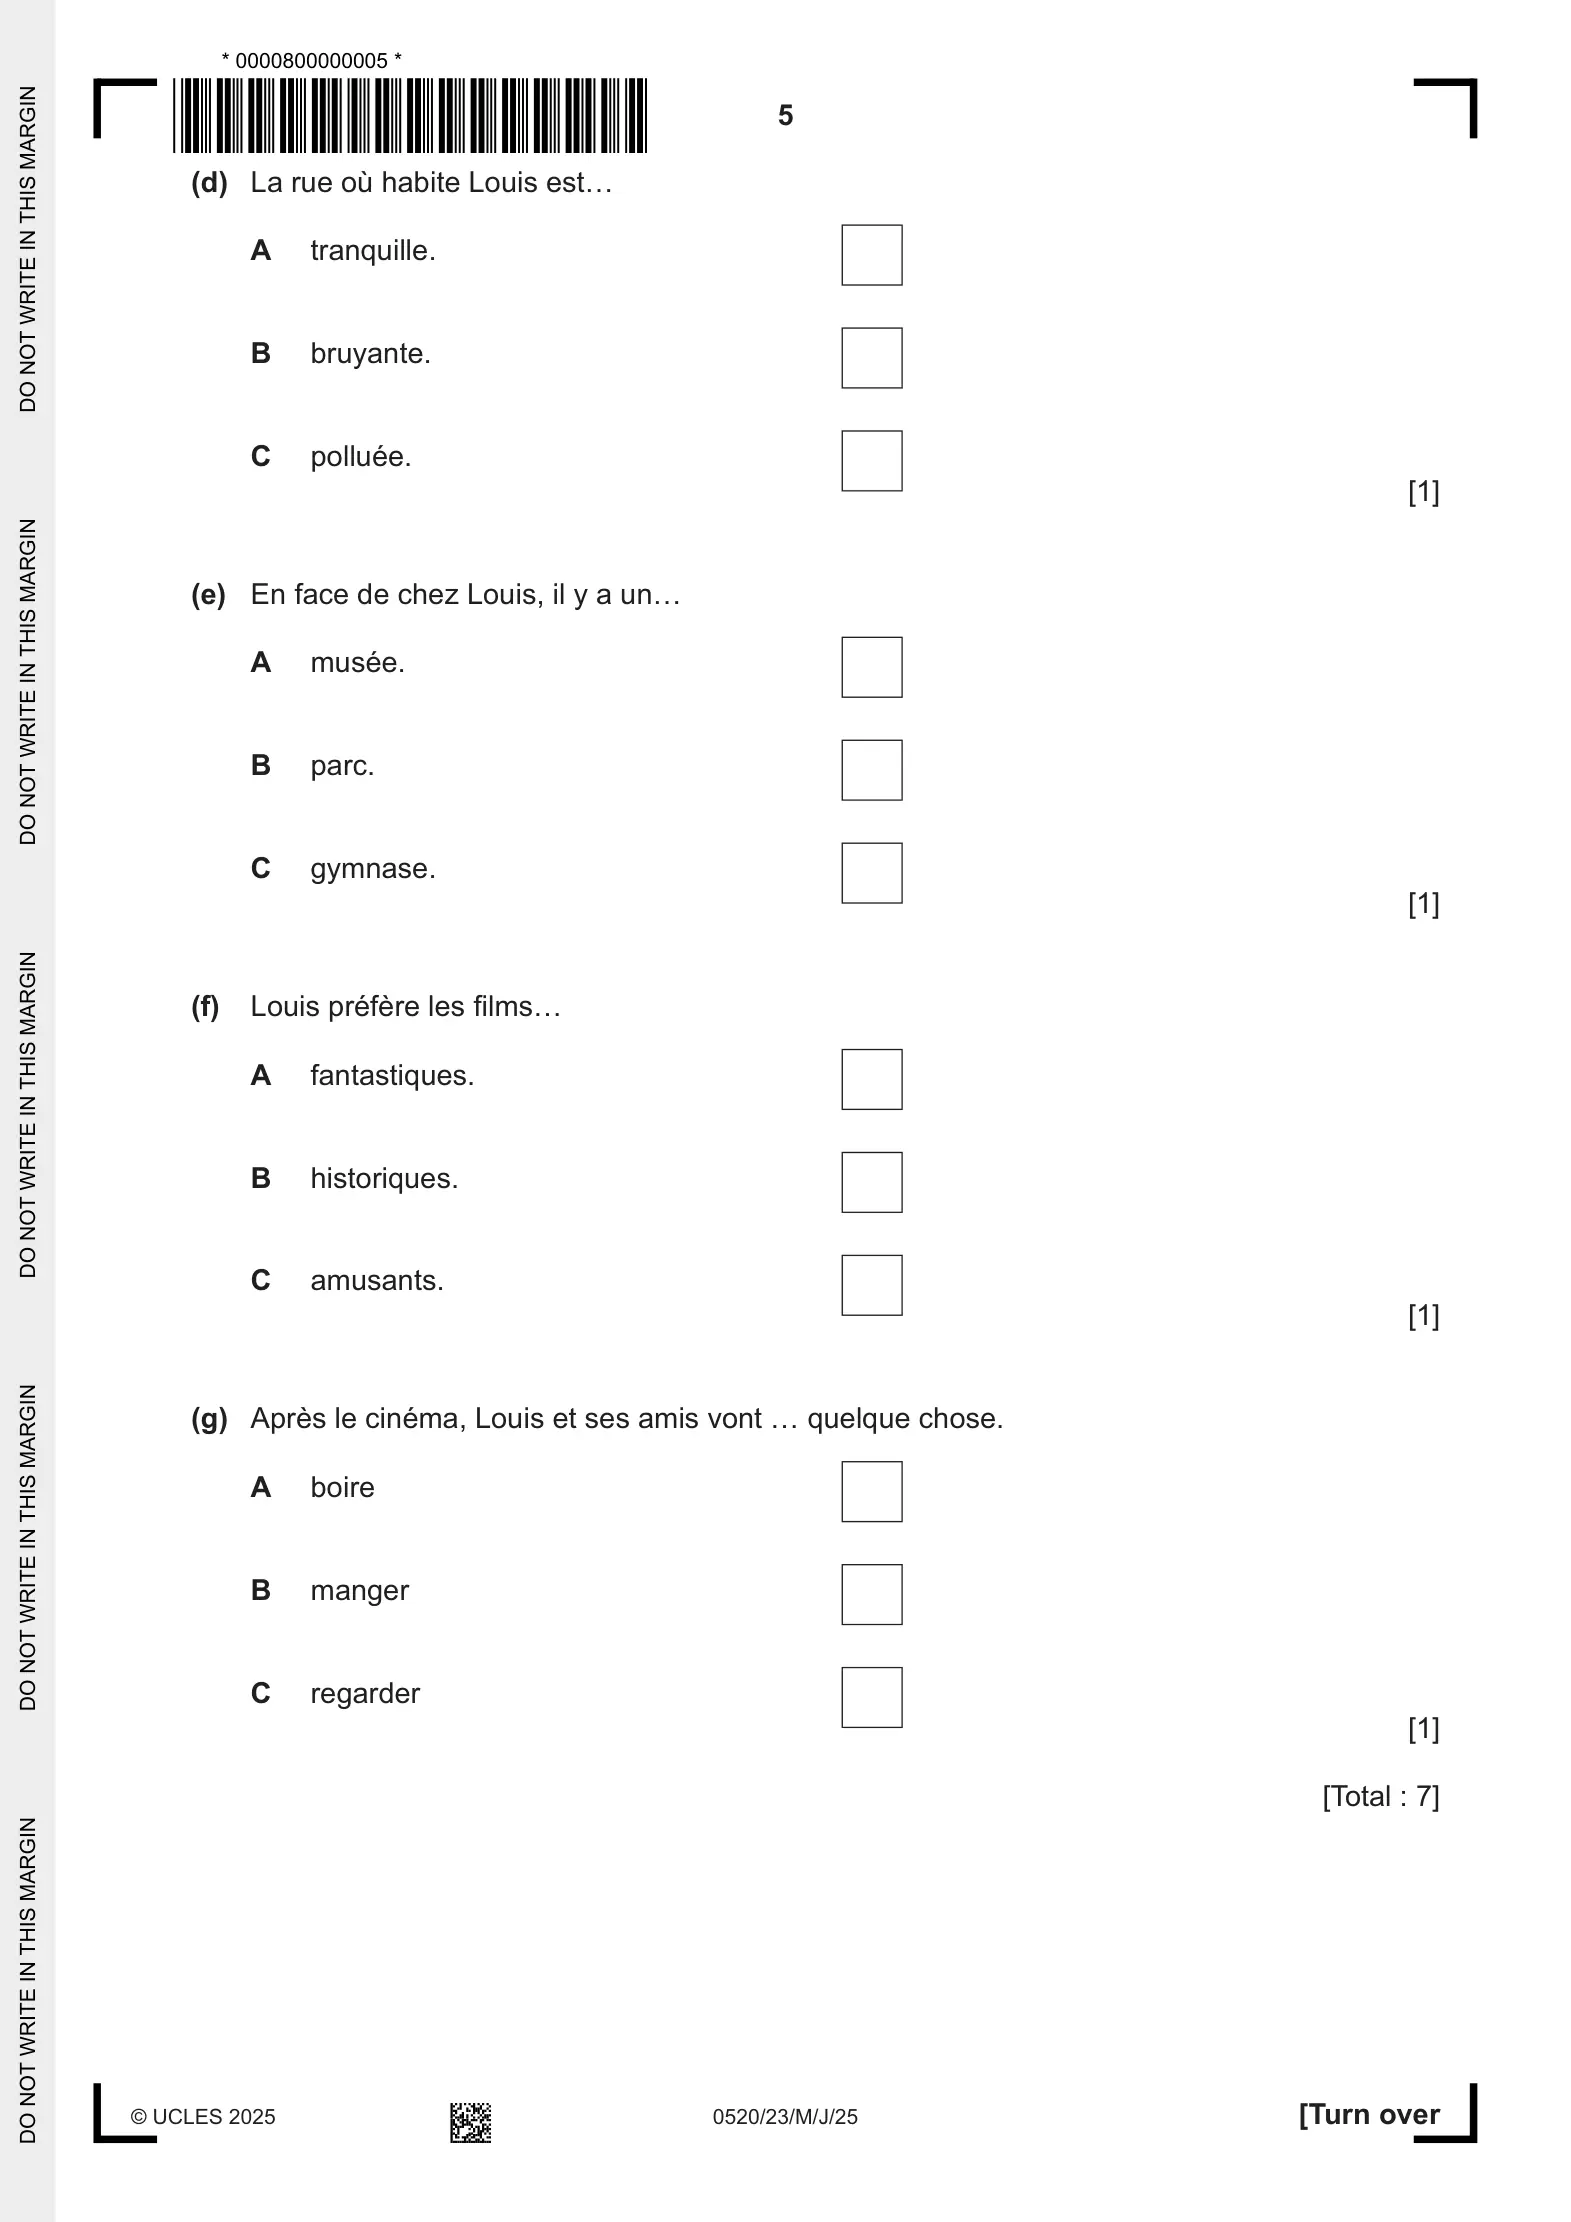 * 0000800000005 *
5
(d) La rue où habite Louis est…
A tranquille.
B bruyante.
C polluée.
[1]
(e) En face de chez Louis, il y a un…
A musée.
B parc.
C gymnase.
[1]
(f) Louis préfère les films…
A fantastiques.
B historiques.
C amusants.
[1]
(g) Après le cinéma, Louis et ses amis vont … quelque chose.
A boire
B manger
C regarder
[1]
[Total : 7]
© UCLES 2025
0520/23/M/J/25
[Turn over
DO NOT WRITE IN THIS MARGIN
DO NOT WRITE IN THIS MARGIN
DO NOT WRITE IN THIS MARGIN
DO NOT WRITE IN THIS MARGIN
DO NOT WRITE IN THIS MARGIN